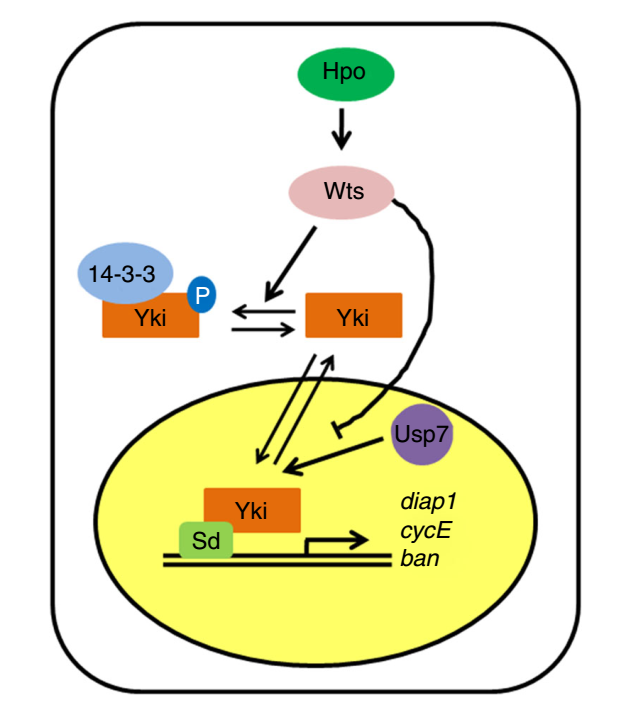 Hpo
Wts
14-3-3
P
Yki
Yki
Usp7
Yki
Sd
diap1
cycE
ban